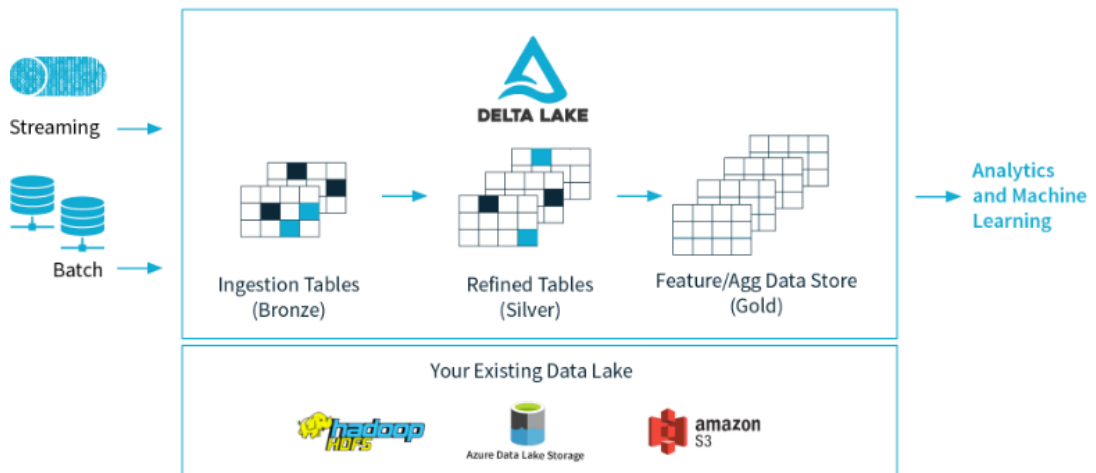 DELTA LAKE
Streaming
Batch
Ingestion Tables
(Bronze)
Refined Tables
(Silver)
Feature/Agg Data Store
(Gold)
Analytics
and Machine
Learning
Your Existing Data Lake
hadoop
HDFS
Azure Data Lake Storage
amazon
S3